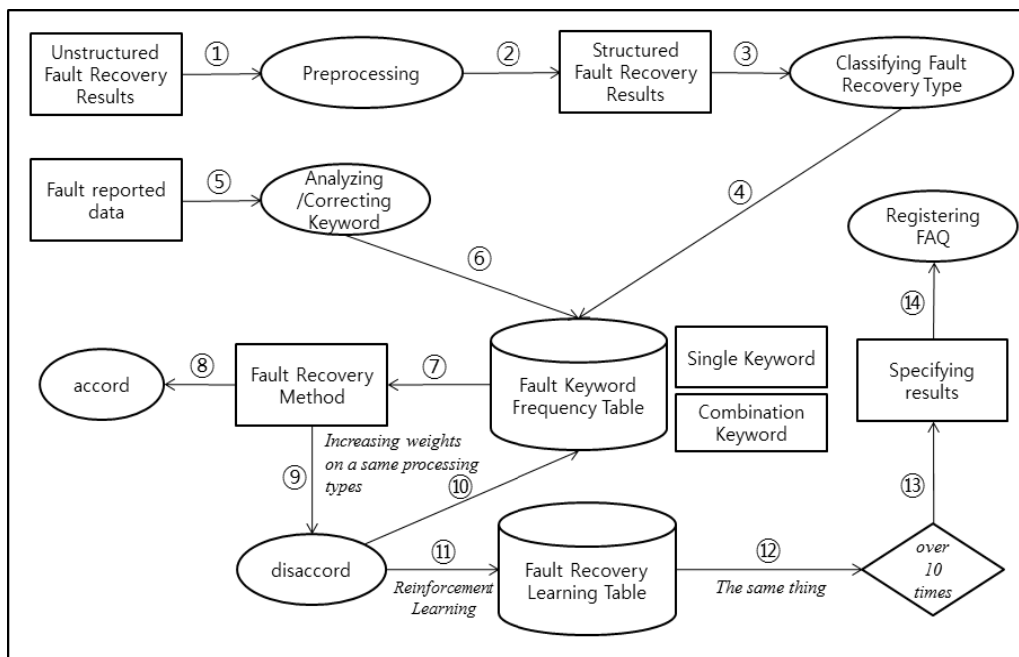 ①
②
③
Unstructured
Fault Recovery
Results
Preprocessing
Structured
Fault Recovery
Results
Classifying Fault
Recovery Type
Fault reported
data
⑤
Analyzing
/Correcting
Keyword
④
Registering
FAQ
⑥
⑭
accord
⑧
Fault Recovery
Method
⑦
Fault Keyword
Frequency Table
Single Keyword
Combination
Keyword
Specifying
results
Increasing weights
on a same processing
types
⑨
⑩
⑬
disaccord
⑪
Reinforcement
Learning
Fault Recovery
Learning Table
⑫
The same thing
over
10
times